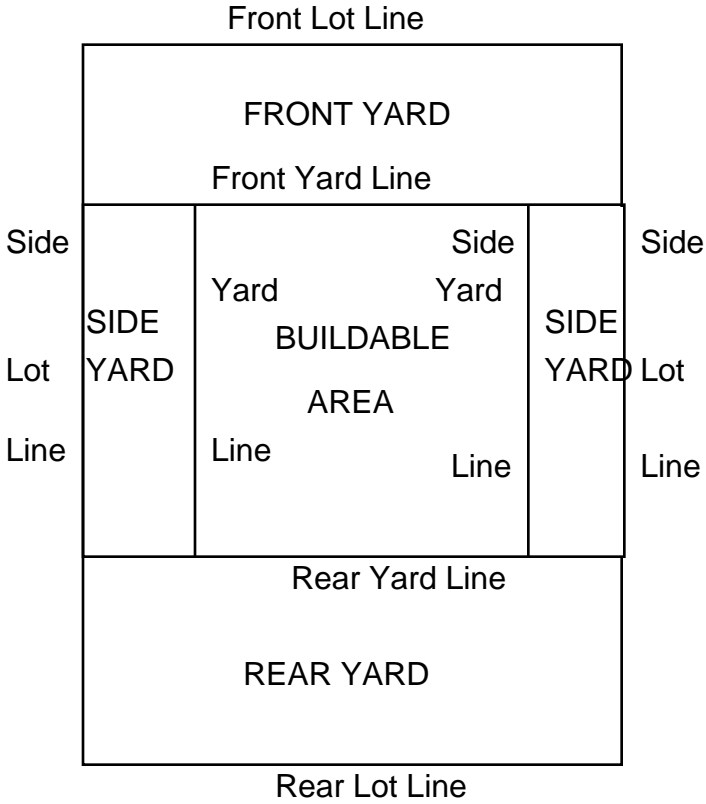 Front Lot Line
FRONT YARD
Front Yard Line
Side Side Side
Yard Yard
SIDE SIDE
BUILDABLE
Lot YARD YARD Lot
AREA
Line Line
Line Line
Rear Yard Line
REAR YARD
Rear Lot Line